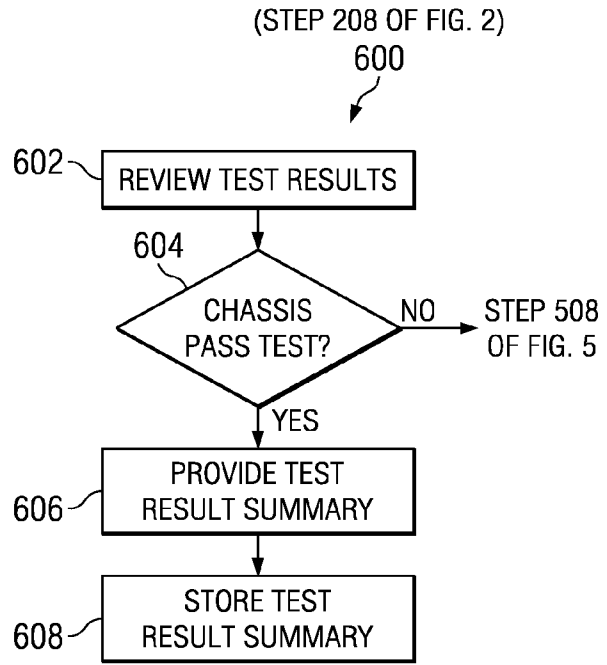 (STEP 208 OF FIG. 2)
600
602
REVIEW TEST RESULTS
604
CHASSIS
PASS TEST?
NO
STEP 508
OF FIG. 5
YES
606
PROVIDE TEST
RESULT SUMMARY
608
STORE TEST
RESULT SUMMARY